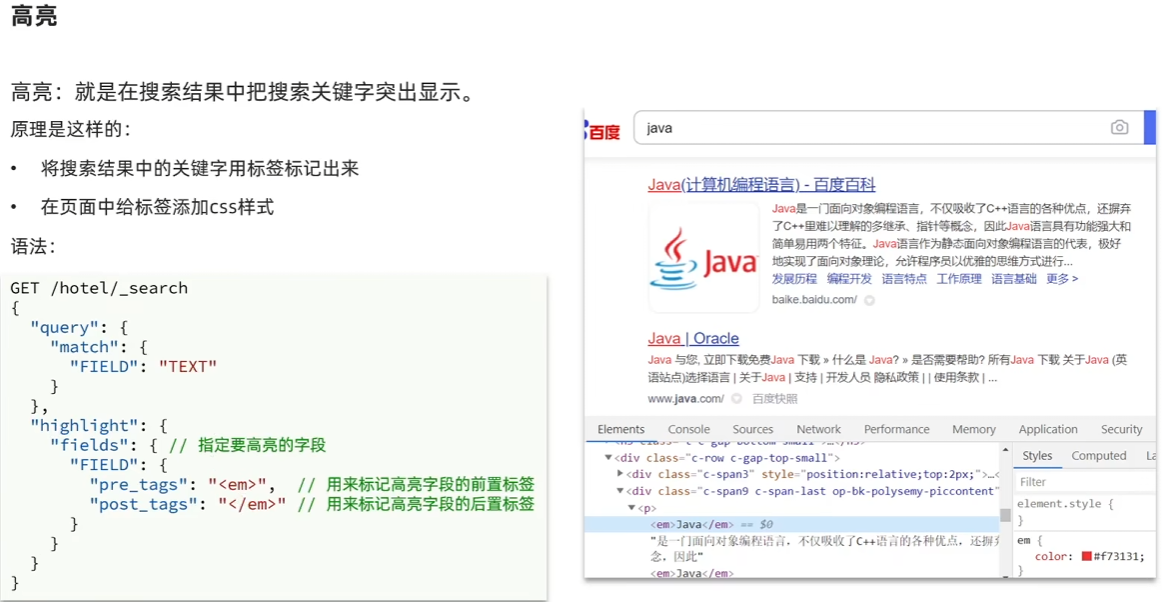 高亮
高亮：就是在搜索结果中把搜索关键字突出显示。
原理是这样的：
• 将搜索结果中的关键字用标签标记出来
• 在页面中给标签添加css样式
语法：
GET /hotel/_search
{
  "query": {
    "match": {
      "FIELD": "TEXT"
    }
  },
  "highlight": {
    "fields": { // 指定要高亮的字段
      "FIELD": {
        "pre_tags": "<em>",  // 用来标记高亮字段的前置标签
        "post_tags": "</em>" // 用来标记高亮字段的后置标签
      }
    }
  }
}
百度
java
Java(计算机编程语言) - 百度百科
Java
Java是一门面向对象编程语言，不仅吸收了C++语言的各种优点，还摒弃
了C++里难以理解的多继承、指针等概念，因此Java语言具有功能强大和
简单易用两个特征。Java语言作为静态面向对象编程语言的代表，极好
地实现了面向对象理论，允许程序员以优雅的思维方式进行...
发展历程 编程开发 语言特点 工作原理 语言基础 更多 >
baike.baidu.com/
Java | Oracle
Java 与您, 立即下载免费Java 下载 » 什么是 Java? » 是否需要帮助? 所有Java 下载 关于Java (英
语站点)选择语言 | 关于Java | 支持 | 开发人员 隐私政策 | | 使用条款 | ...
www.java.com/ 百度快照
Elements Console Sources Network Performance Memory Application Security
<div class="c-row c-gap-top-small">
<div class="c-span3" style="position:relative;top:2px;">…<
<div class="c-span9 c-span-last op-bk-polysemy-piccontent"
<p>
<em>Java</em> == $0
"是一门面向对象编程语言，不仅吸收了C++语言的各种优点，还摒弃
念，因此"
<em>Java</em>
Styles Computed La
Filter
element.style {
}
em {
color: #f73131;
}